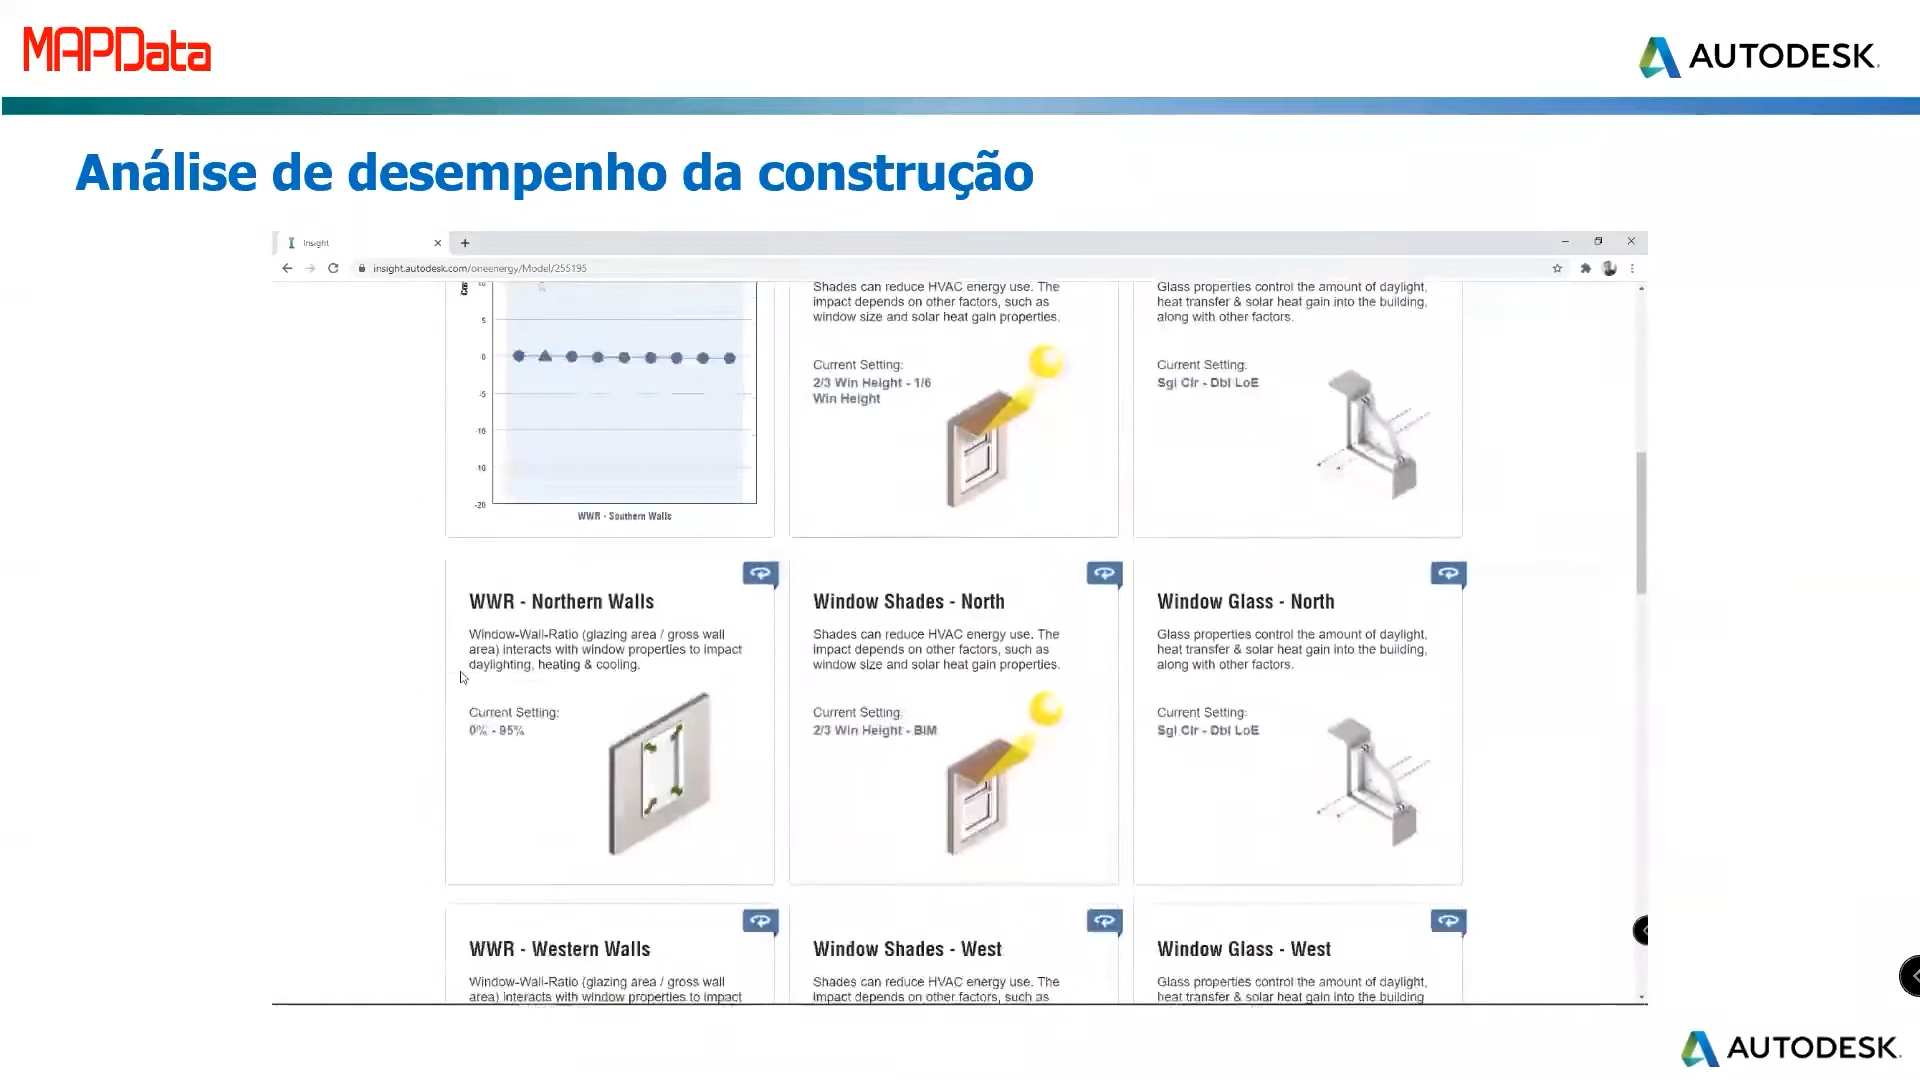 MAPData
AUTODESK.
Análise de desempenho da construção
Insight
insight.autodesk.com/oneenergy/Model/255195
Shades can reduce HVAC energy use. The
impact depends on other factors, such as
window size and solar heat gain properties.
Current Setting:
2/3 Win Height - 1/6
Win Height
Glass properties control the amount of daylight,
heat transfer & solar heat gain into the building,
along with other factors.
Current Setting:
Sgl Clr - Dbl LoE
5
0
-20
WWR - Southern Walls
WWR - Northern Walls
Window-Wall-Ratio (glazing area / gross wall
area) interacts with window properties to impact
daylighting, heating & cooling.
Current Setting:
0% - 95%
Window Shades - North
Shades can reduce HVAC energy use. The
impact depends on other factors, such as
window size and solar heat gain properties.
Current Setting:
2/3 Win Height - BIM
Window Glass - North
Glass properties control the amount of daylight,
heat transfer & solar heat gain into the building,
along with other factors.
Current Setting:
Sgl Clr - Dbl LoE
WWR - Western Walls
Window-Wall-Ratio (glazing area / gross wall
area) interacts with window properties to impact
Window Shades - West
Shades can reduce HVAC energy use. The
impact depends on other factors, such as
Window Glass - West
Glass properties control the amount of daylight,
heat transfer & solar heat gain into the building
AUTODESK.